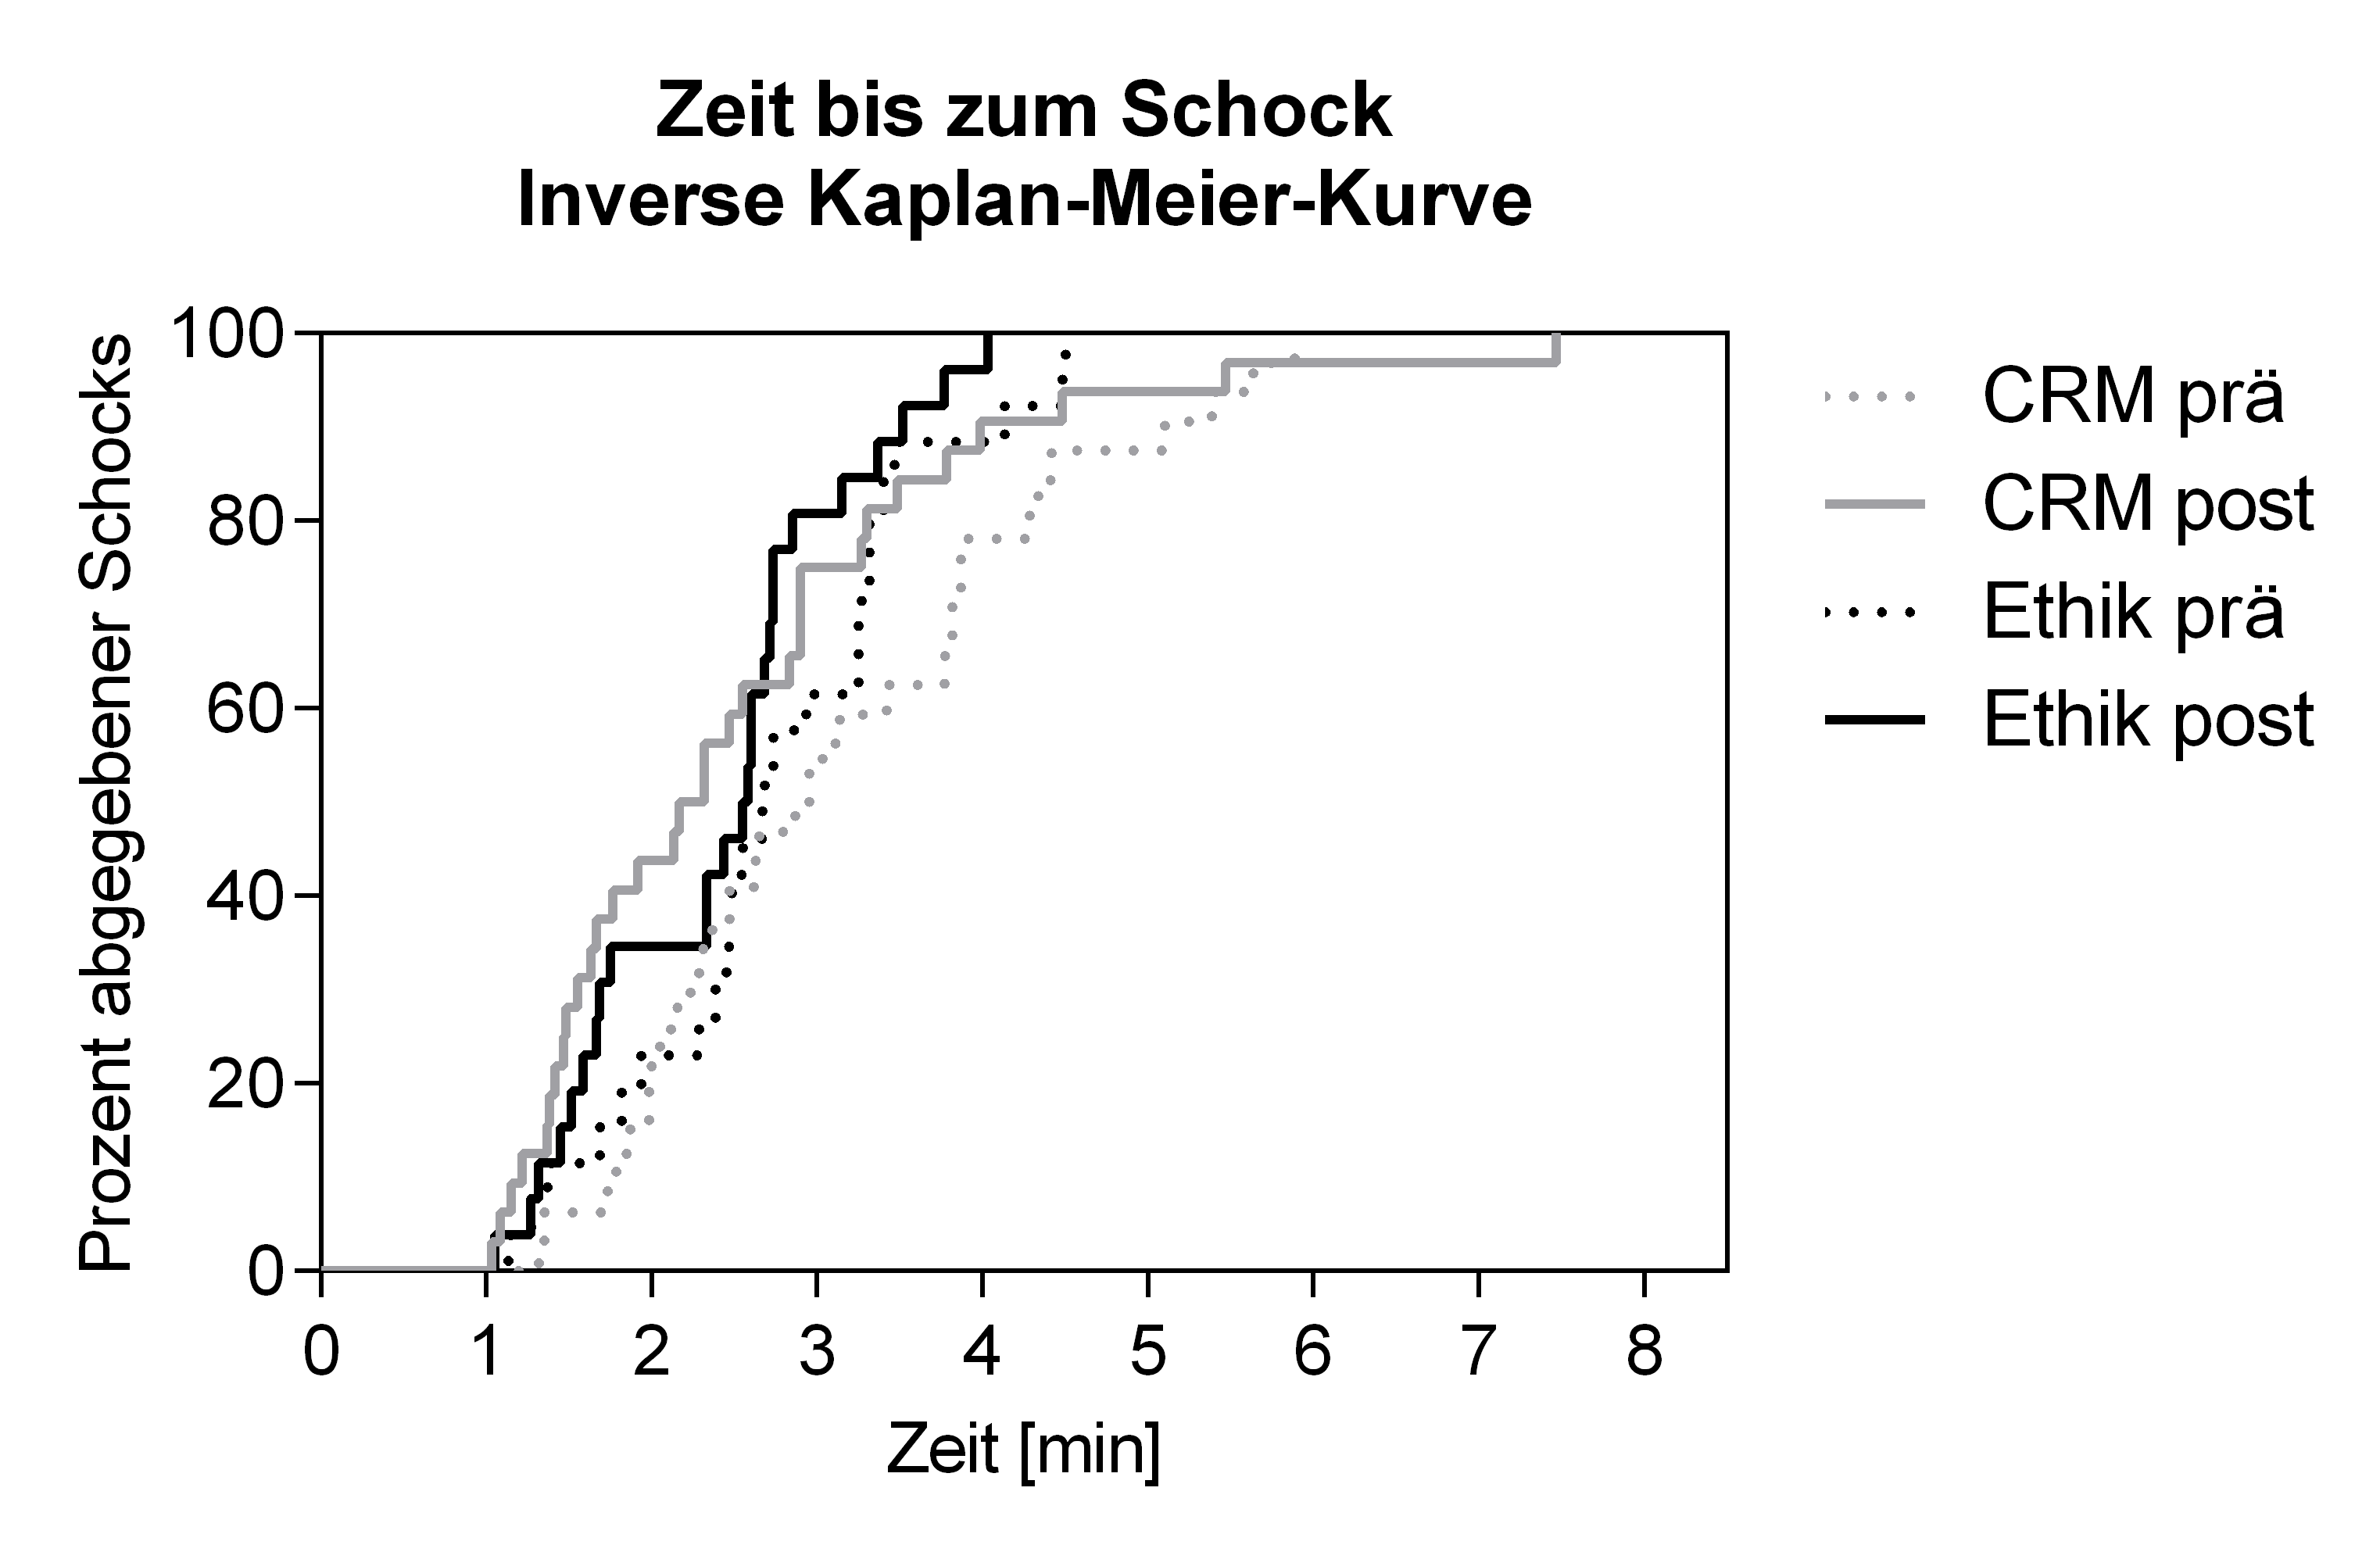 Zeit bis zum Schock
Inverse Kaplan-Meier-Kurve
Prozent abgegebener Schocks
100
80
60
40
20
0
0 1 2 3 4 5 6 7 8
Zeit [min]
CRM prä
CRM post
Ethik prä
Ethik post